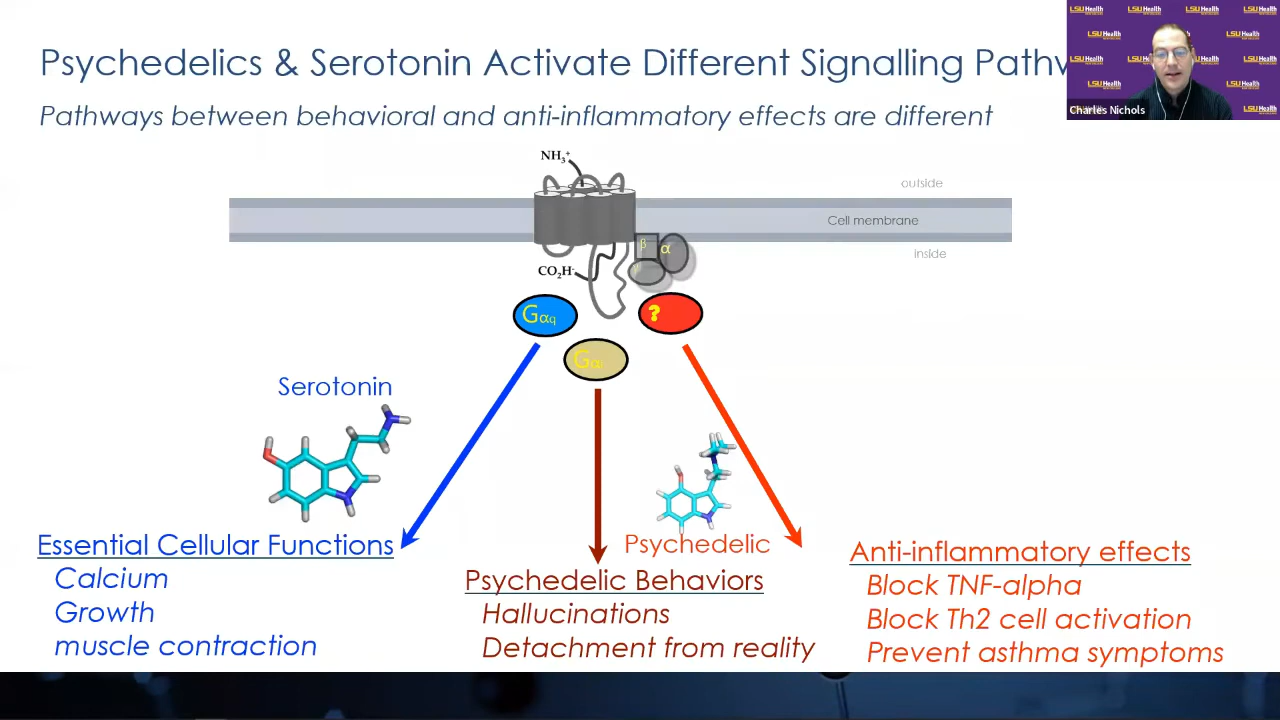 Psychedelics & Serotonin Activate Different Signalling Pathw
Pathways between behavioral and anti-inflammatory effects are different
LSU Health
Charles Nichols
NH3+
outside
Cell membrane
inside
β
α
CO2H-
Gαq
?
Gαi
Serotonin
Psychedelic
Essential Cellular Functions
Calcium
Growth
muscle contraction
Psychedelic Behaviors
Hallucinations
Detachment from reality
Anti-inflammatory effects
Block TNF-alpha
Block Th2 cell activation
Prevent asthma symptoms